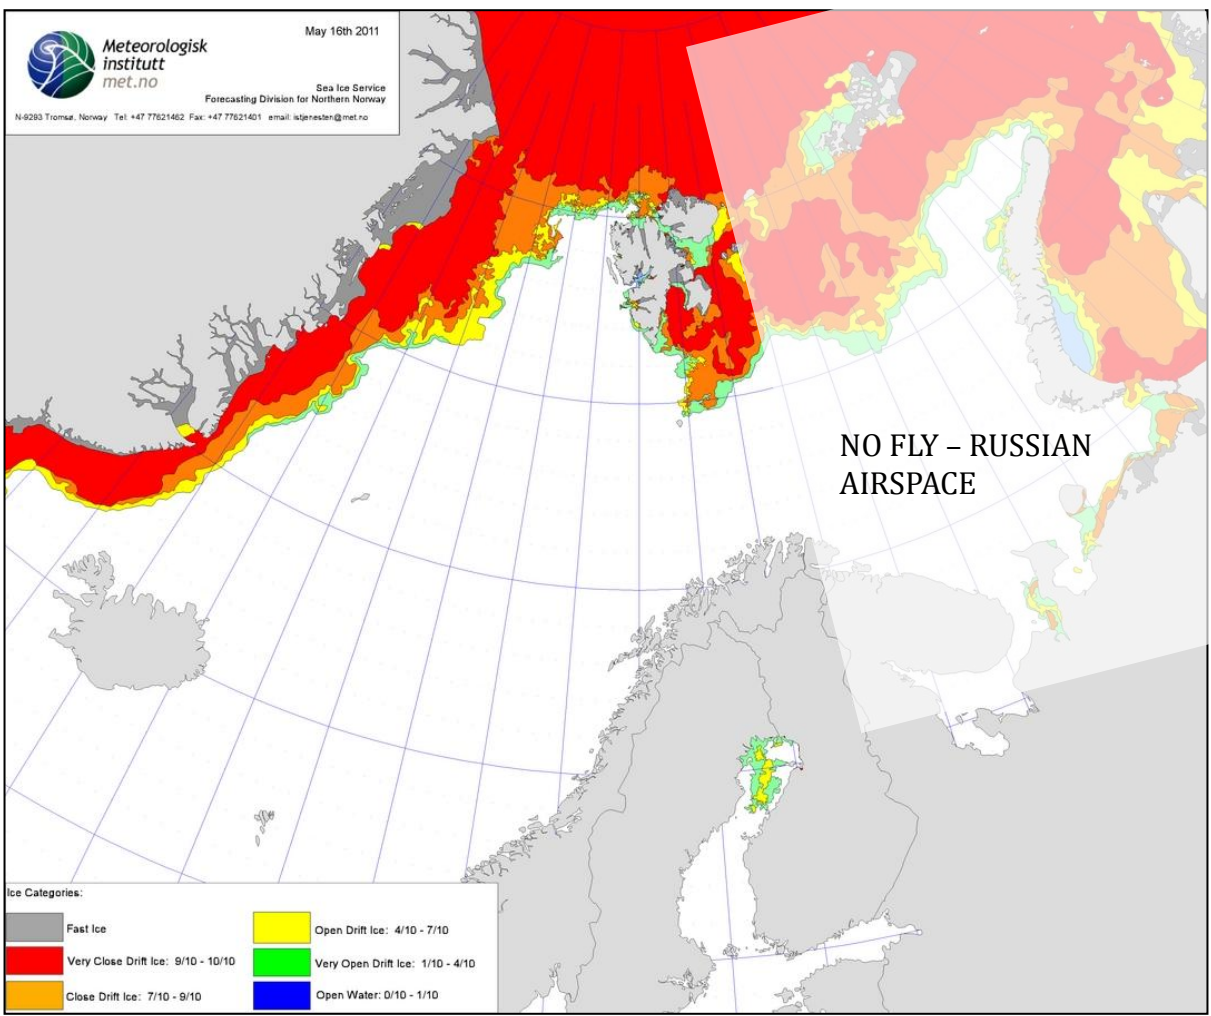 May 16th 2011
Meteorologisk
institutt
met.no
Sea Ice Service
Forecasting Division for Northern Norway
N-9293 Tromsø, Norway Tel: +47 77621462 Fax: +47 77621401 email: istjenesten@met.no
NO FLY – RUSSIAN
AIRSPACE
Ice Categories:
Fast Ice
Very Close Drift Ice: 9/10 - 10/10
Close Drift Ice: 7/10 - 9/10
Open Drift Ice: 4/10 - 7/10
Very Open Drift Ice: 1/10 - 4/10
Open Water: 0/10 - 1/10